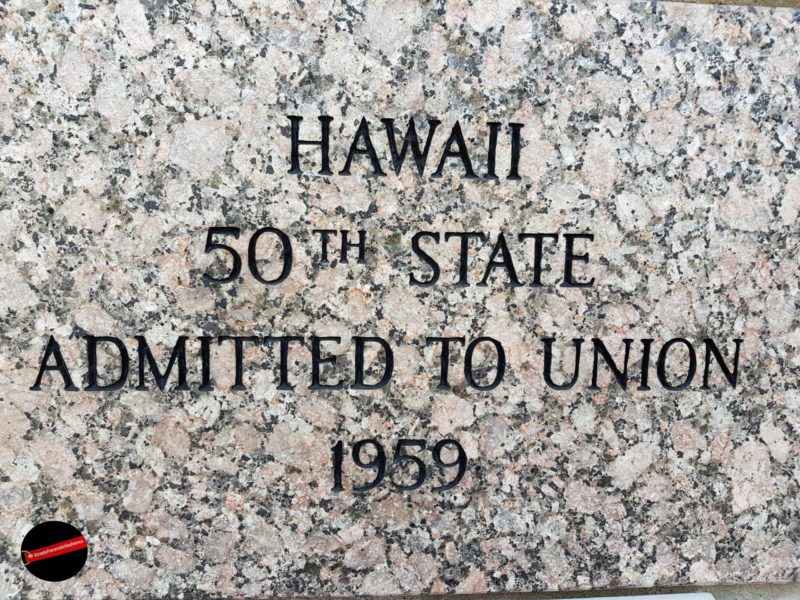 HAWAII
50TH STATE
ADMITTED TO UNION
1959